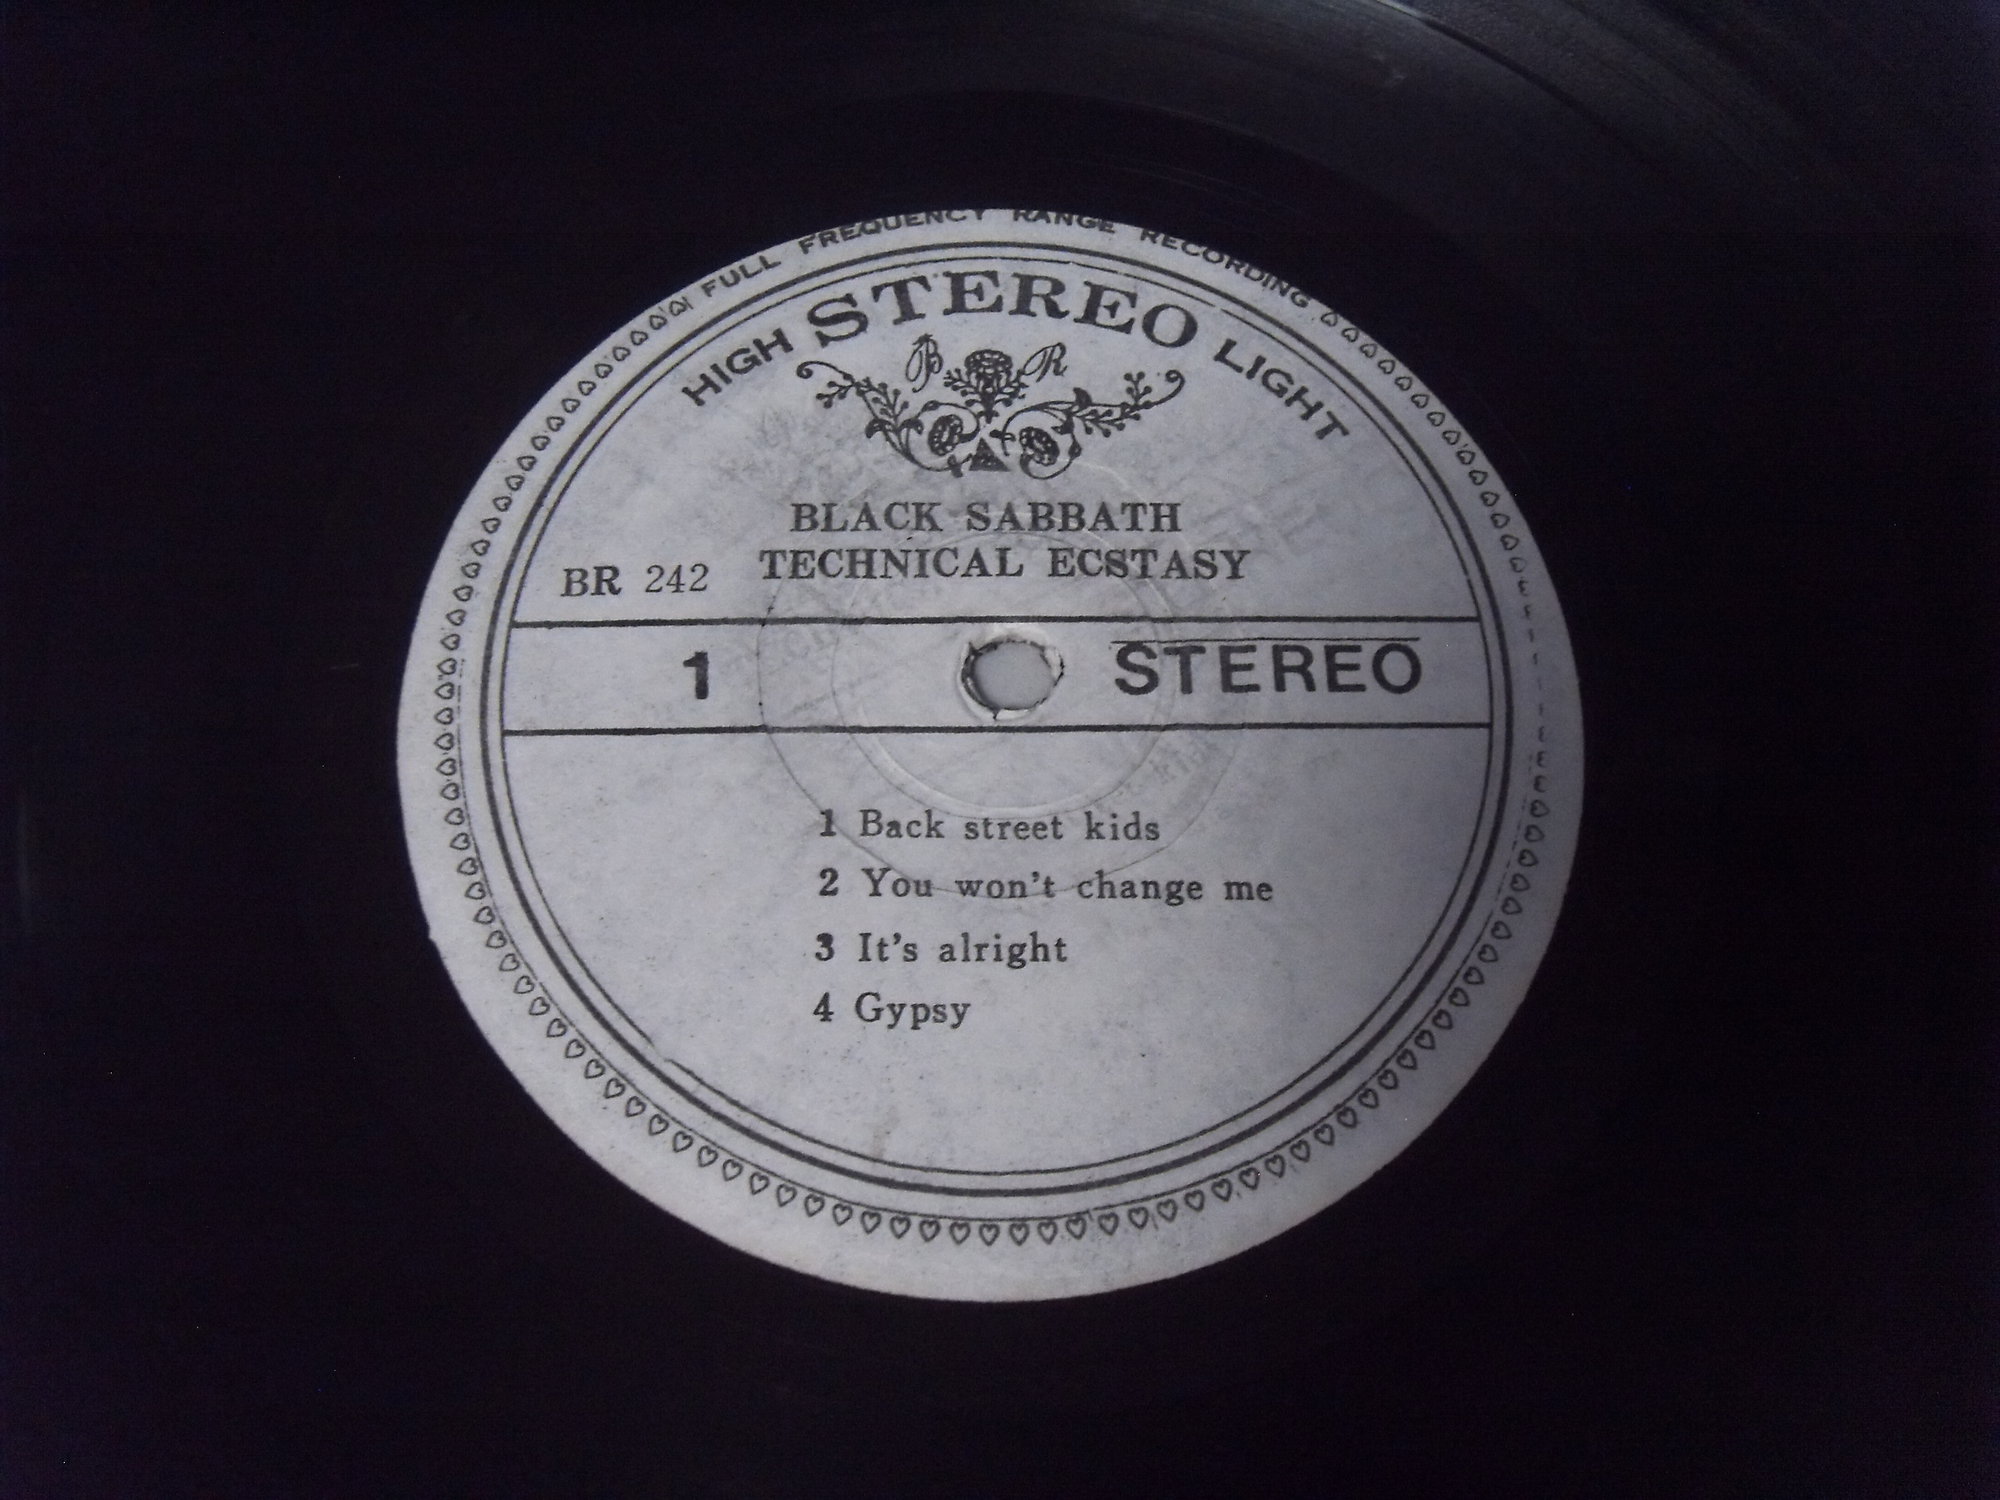 FULL FREQUENCY RANGE RECORDING
HIGH STEREO LIGHT
B R
BLACK SABBATH
TECHNICAL ECSTASY
BR 242
1 STEREO
1 Back street kids
2 You won't change me
3 It's alright
4 Gypsy